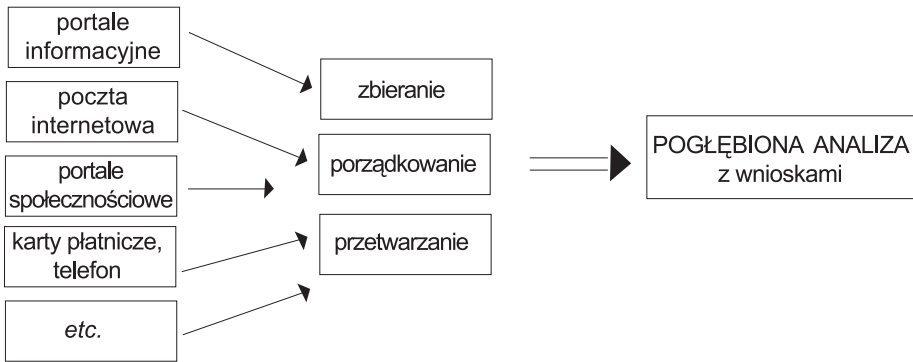 portale
informacyjne
poczta
internetowa
portale
społecznościowe
karty płatnicze,
telefon
etc.
zbieranie
porządkowanie
przetwarzanie
POGŁĘBIONA ANALIZA
z wnioskami